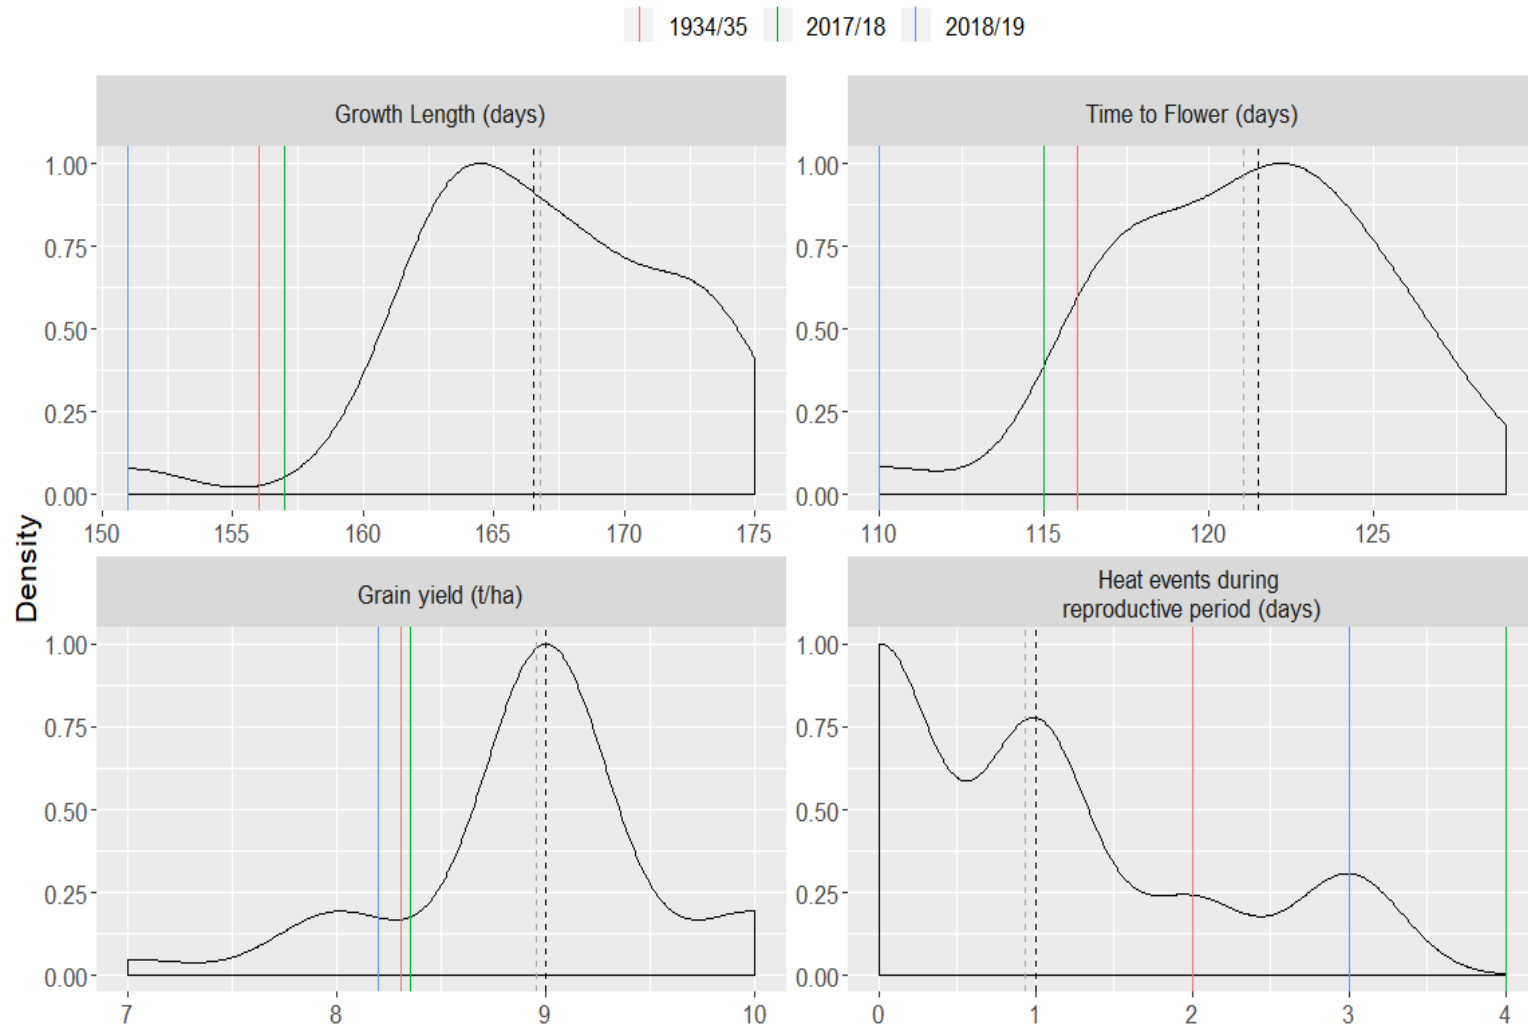 1934/35 2017/18 2018/19
Growth Length (days)
1.00
0.75
0.50
0.25
0.00
150 155 160 165 170 175
Time to Flower (days)
1.00
0.75
0.50
0.25
0.00
110 115 120 125
Density
Grain yield (t/ha)
1.00
0.75
0.50
0.25
0.00
7 8 9 10
Heat events during
reproductive period (days)
1.00
0.75
0.50
0.25
0.00
0 1 2 3 4